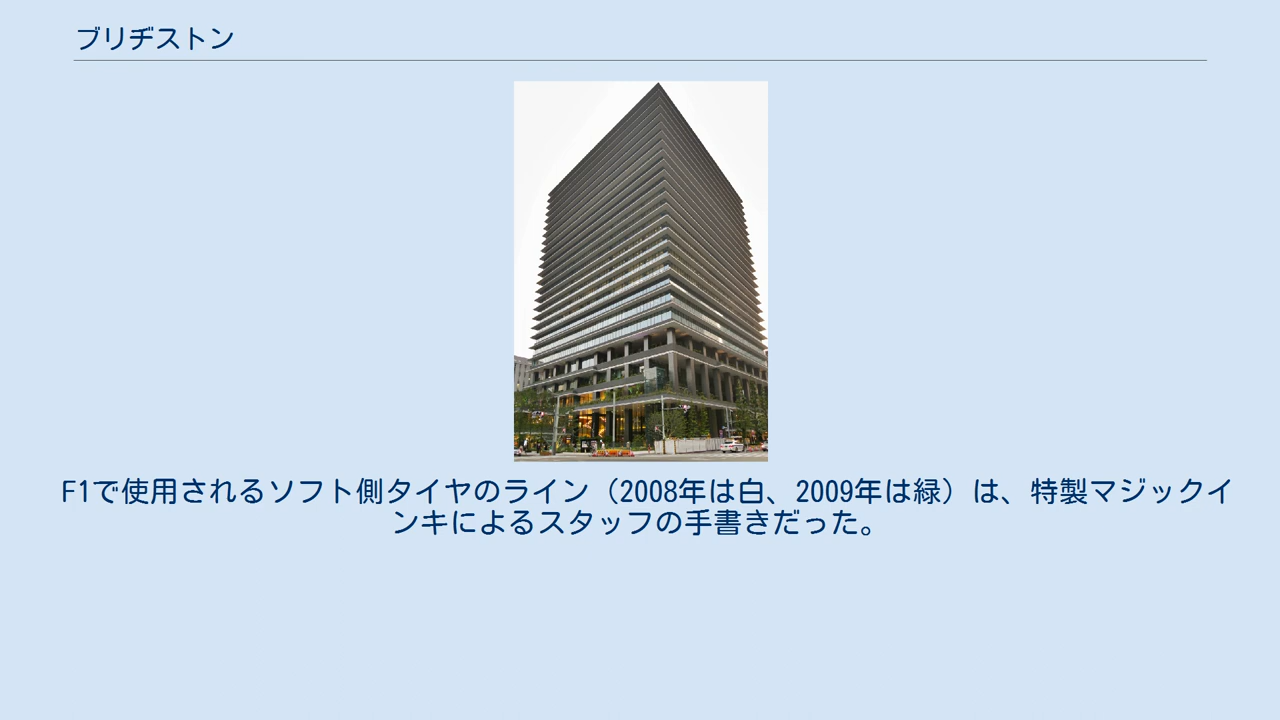 ブリヂストン
F1で使用されるソフト側タイヤのライン（2008年は白、2009年は緑）は、特製マジックイ
ンキによるスタッフの手書きだった。